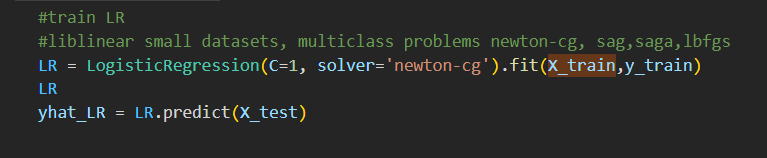 #train LR
#liblinear small datasets, multiclass problems newton-cg, sag,saga,lbfgs
LR = LogisticRegression(C=1, solver='newton-cg').fit(X_train,y_train)
LR
yhat_LR = LR.predict(X_test)